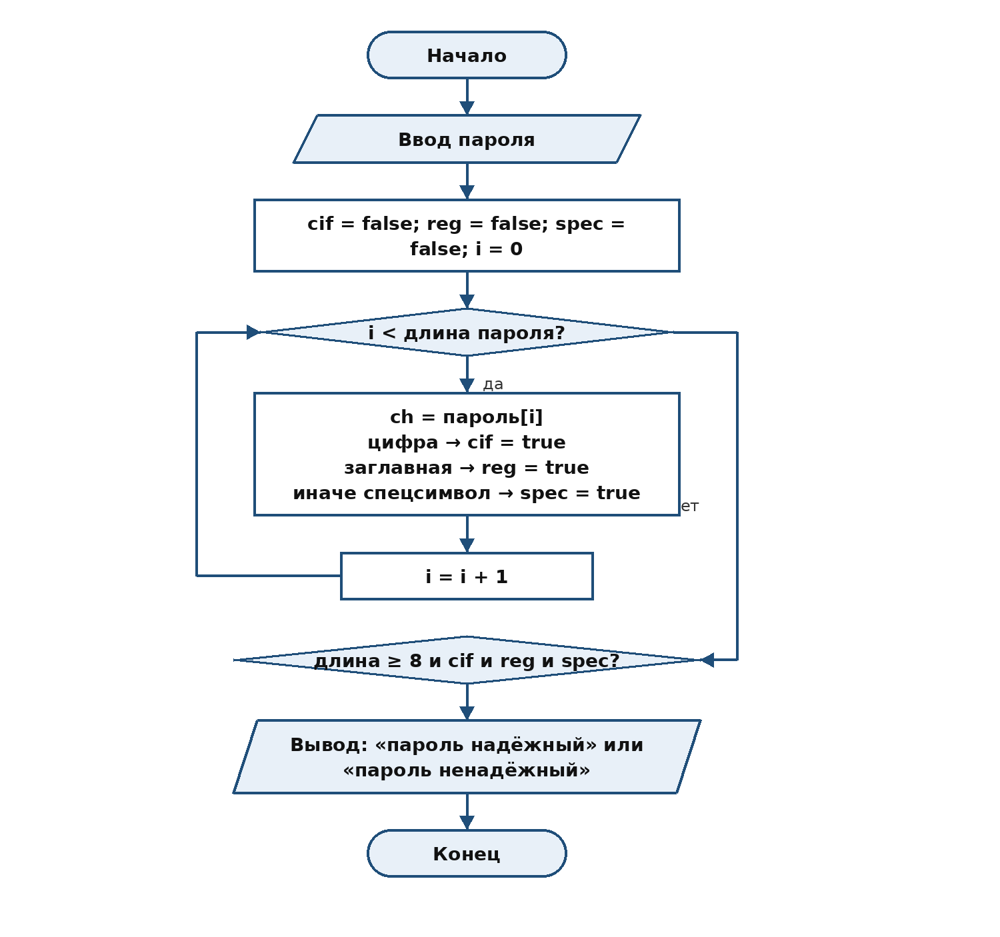 Начало
Ввод пароля
cif = false; reg = false; spec =
false; i = 0
i < длина пароля?
да
ch = пароль[i]
цифра → cif = true
заглавная → reg = true
иначе спецсимвол → spec = true
ет
i = i + 1
длина ≥ 8 и cif и reg и spec?
Вывод: «пароль надёжный» или
«пароль ненадёжный»
Конец